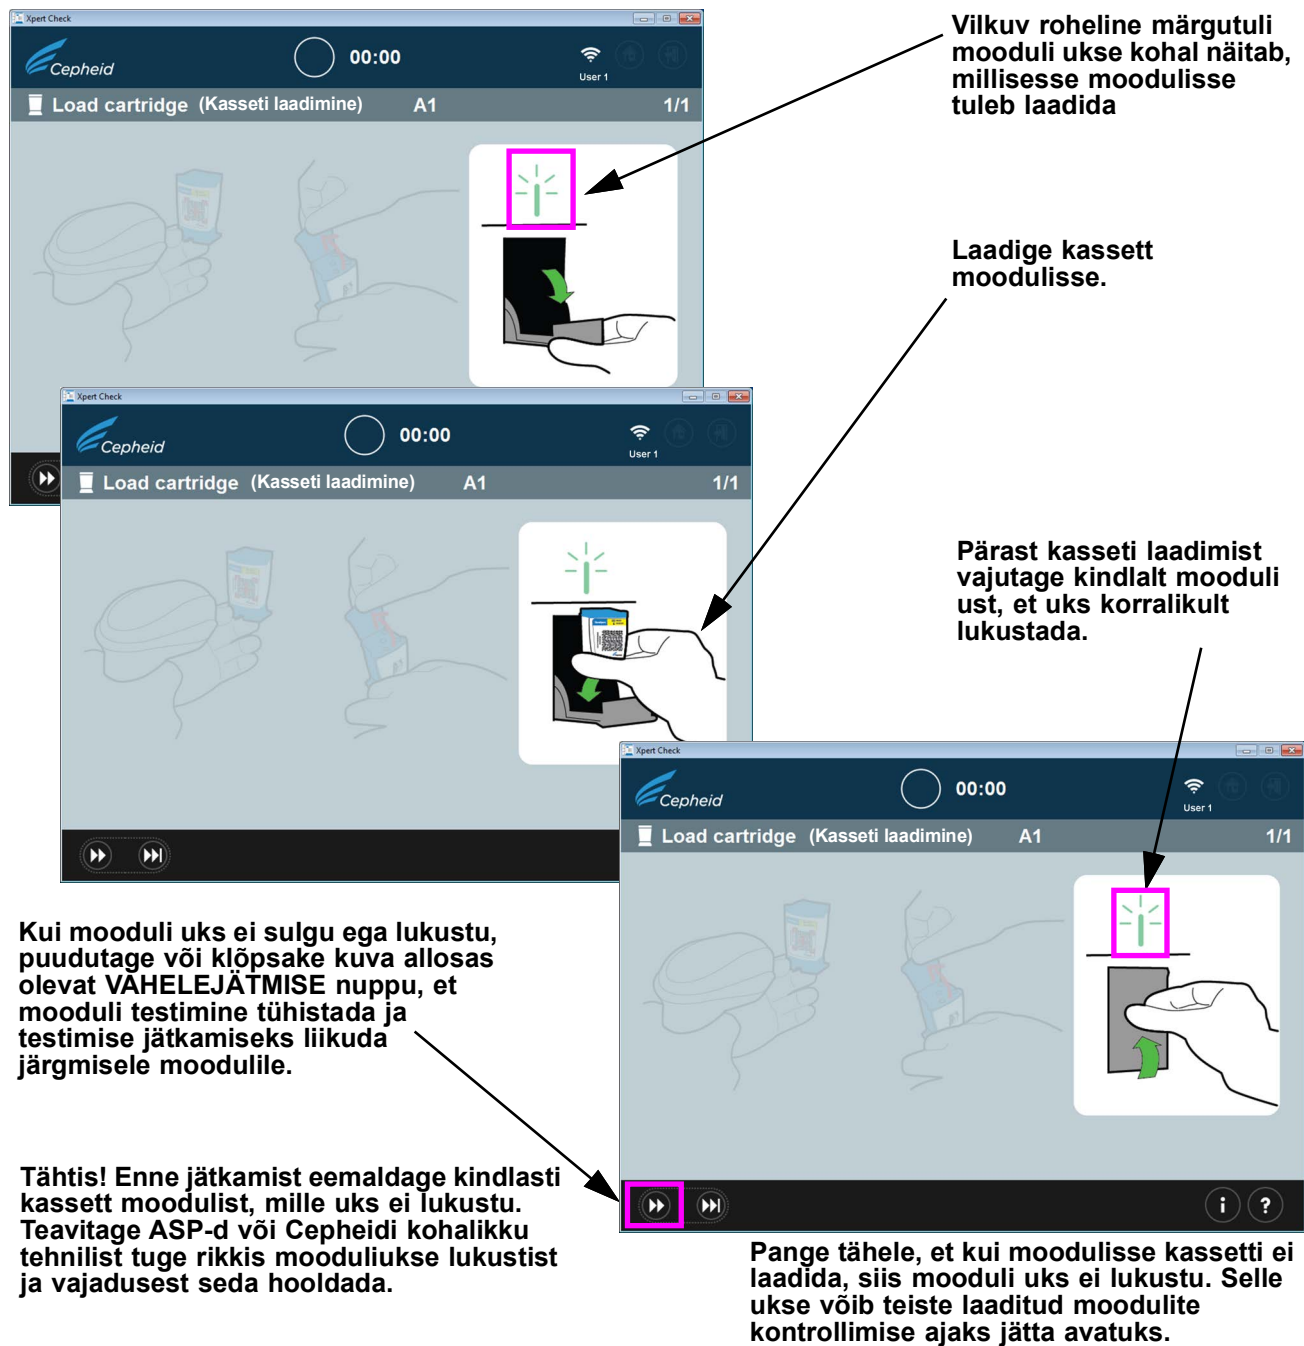 Xpert Check
Cepheid
00:00
User 1
Load cartridge (Kasseti laadimine) A1 1/1
Vilkuv roheline märgutuli
mooduli ukse kohal näitab,
millisesse moodulisse
tuleb laadida
Laadige kassett
moodulisse.
Xpert Check
Cepheid
00:00
User 1
Load cartridge (Kasseti laadimine) A1 1/1
Pärast kasseti laadimist
vajutage kindlalt mooduli
ust, et uks korralikult
lukustada.
Xpert Check
Cepheid
00:00
User 1
Load cartridge (Kasseti laadimine) A1 1/1
Kui mooduli uks ei sulgu ega lukustu,
puudutage või klõpsake kuva allosas
olevat VAHELEJÄTMISE nuppu, et
mooduli testimine tühistada ja
testimise jätkamiseks liikuda
järgmisele moodulile.
Tähtis! Enne jätkamist eemaldage kindlasti
kassett moodulist, mille uks ei lukustu.
Teavitage ASP-d või Cepheidi kohalikku
tehnilist tuge rikkis mooduliukse lukustist
ja vajadusest seda hooldada.
i ?
Pange tähele, et kui moodulisse kassetti ei
laadida, siis mooduli uks ei lukustu. Selle
ukse võib teiste laaditud moodulite
kontrollimise ajaks jätta avatuks.